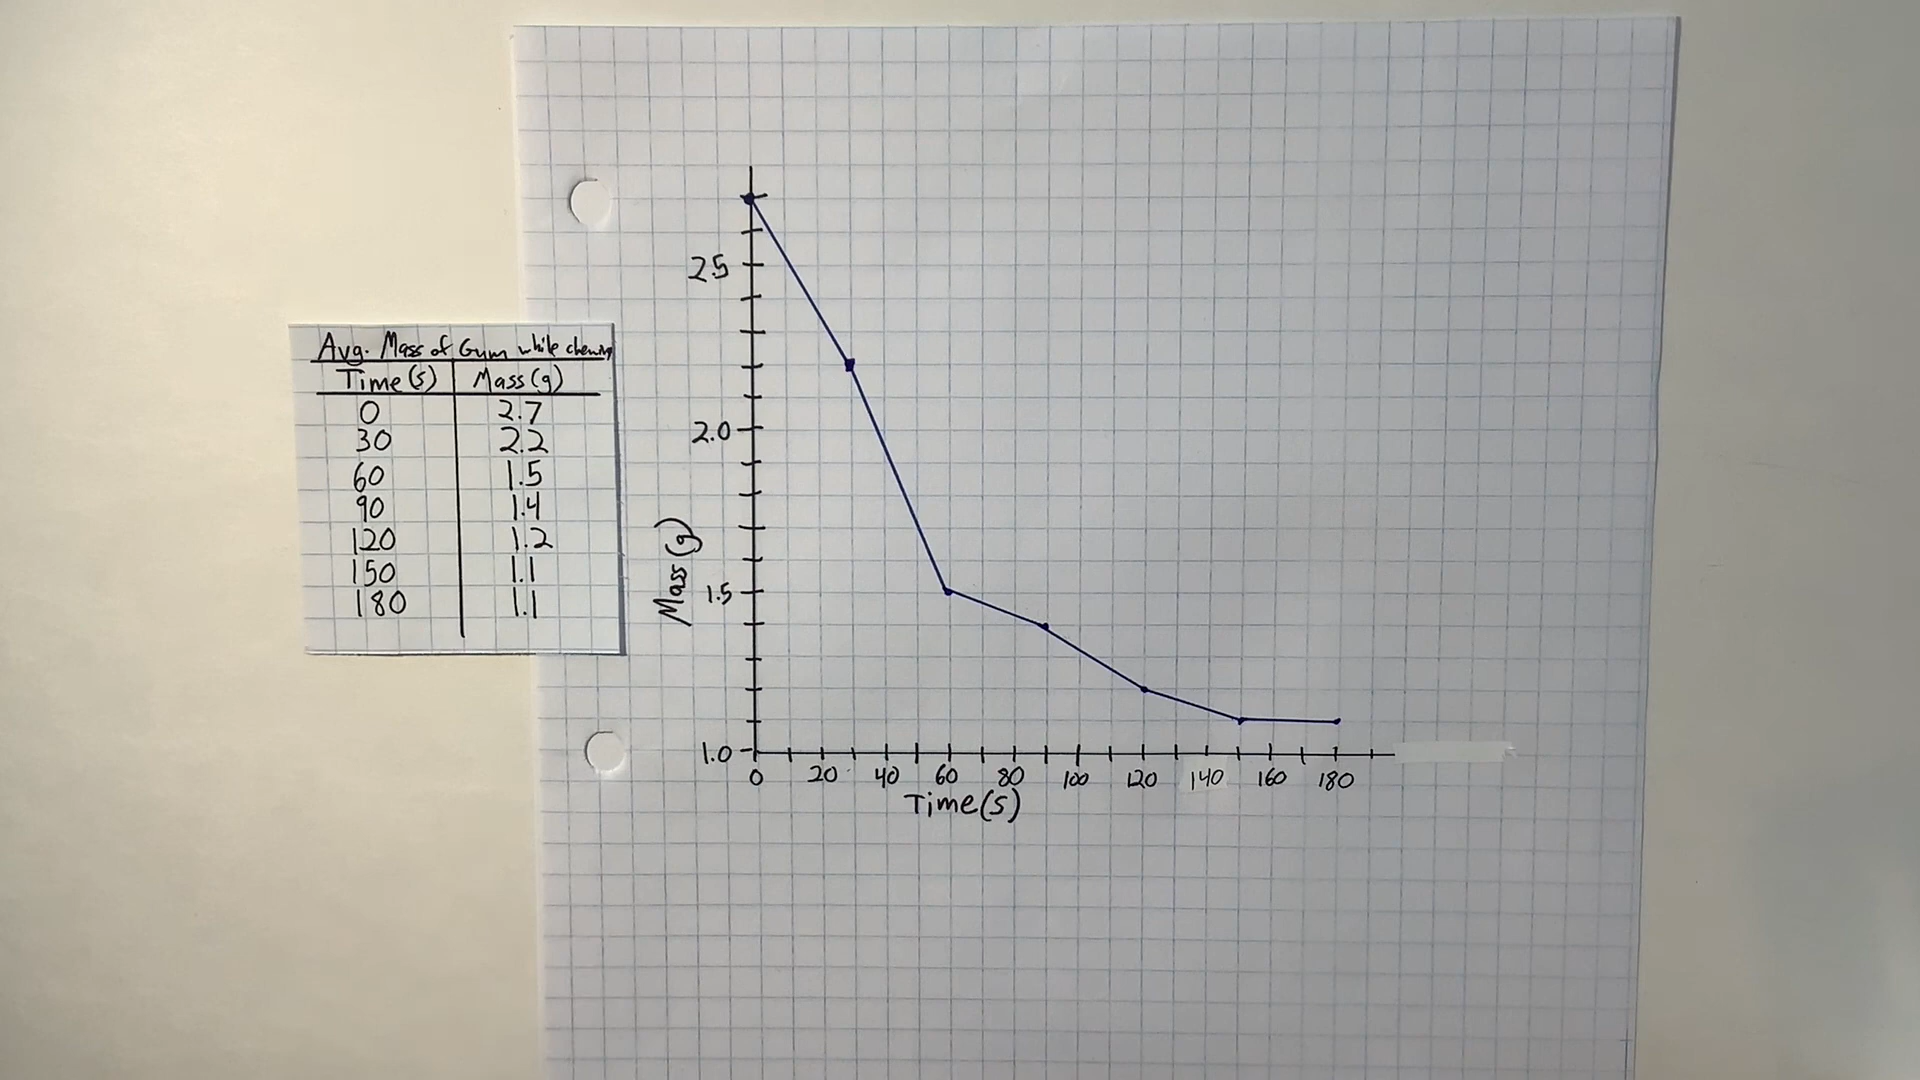 Avg. Mass of Gum while chewing
Time (s) Mass (g)
0 2.7
30 2.2
60 1.5
90 1.4
120 1.2
150 1.1
180 1.1
2.5
2.0
1.5
1.0
Mass (g)
0 20 40 60 80 100 120 140 160 180
Time (s)